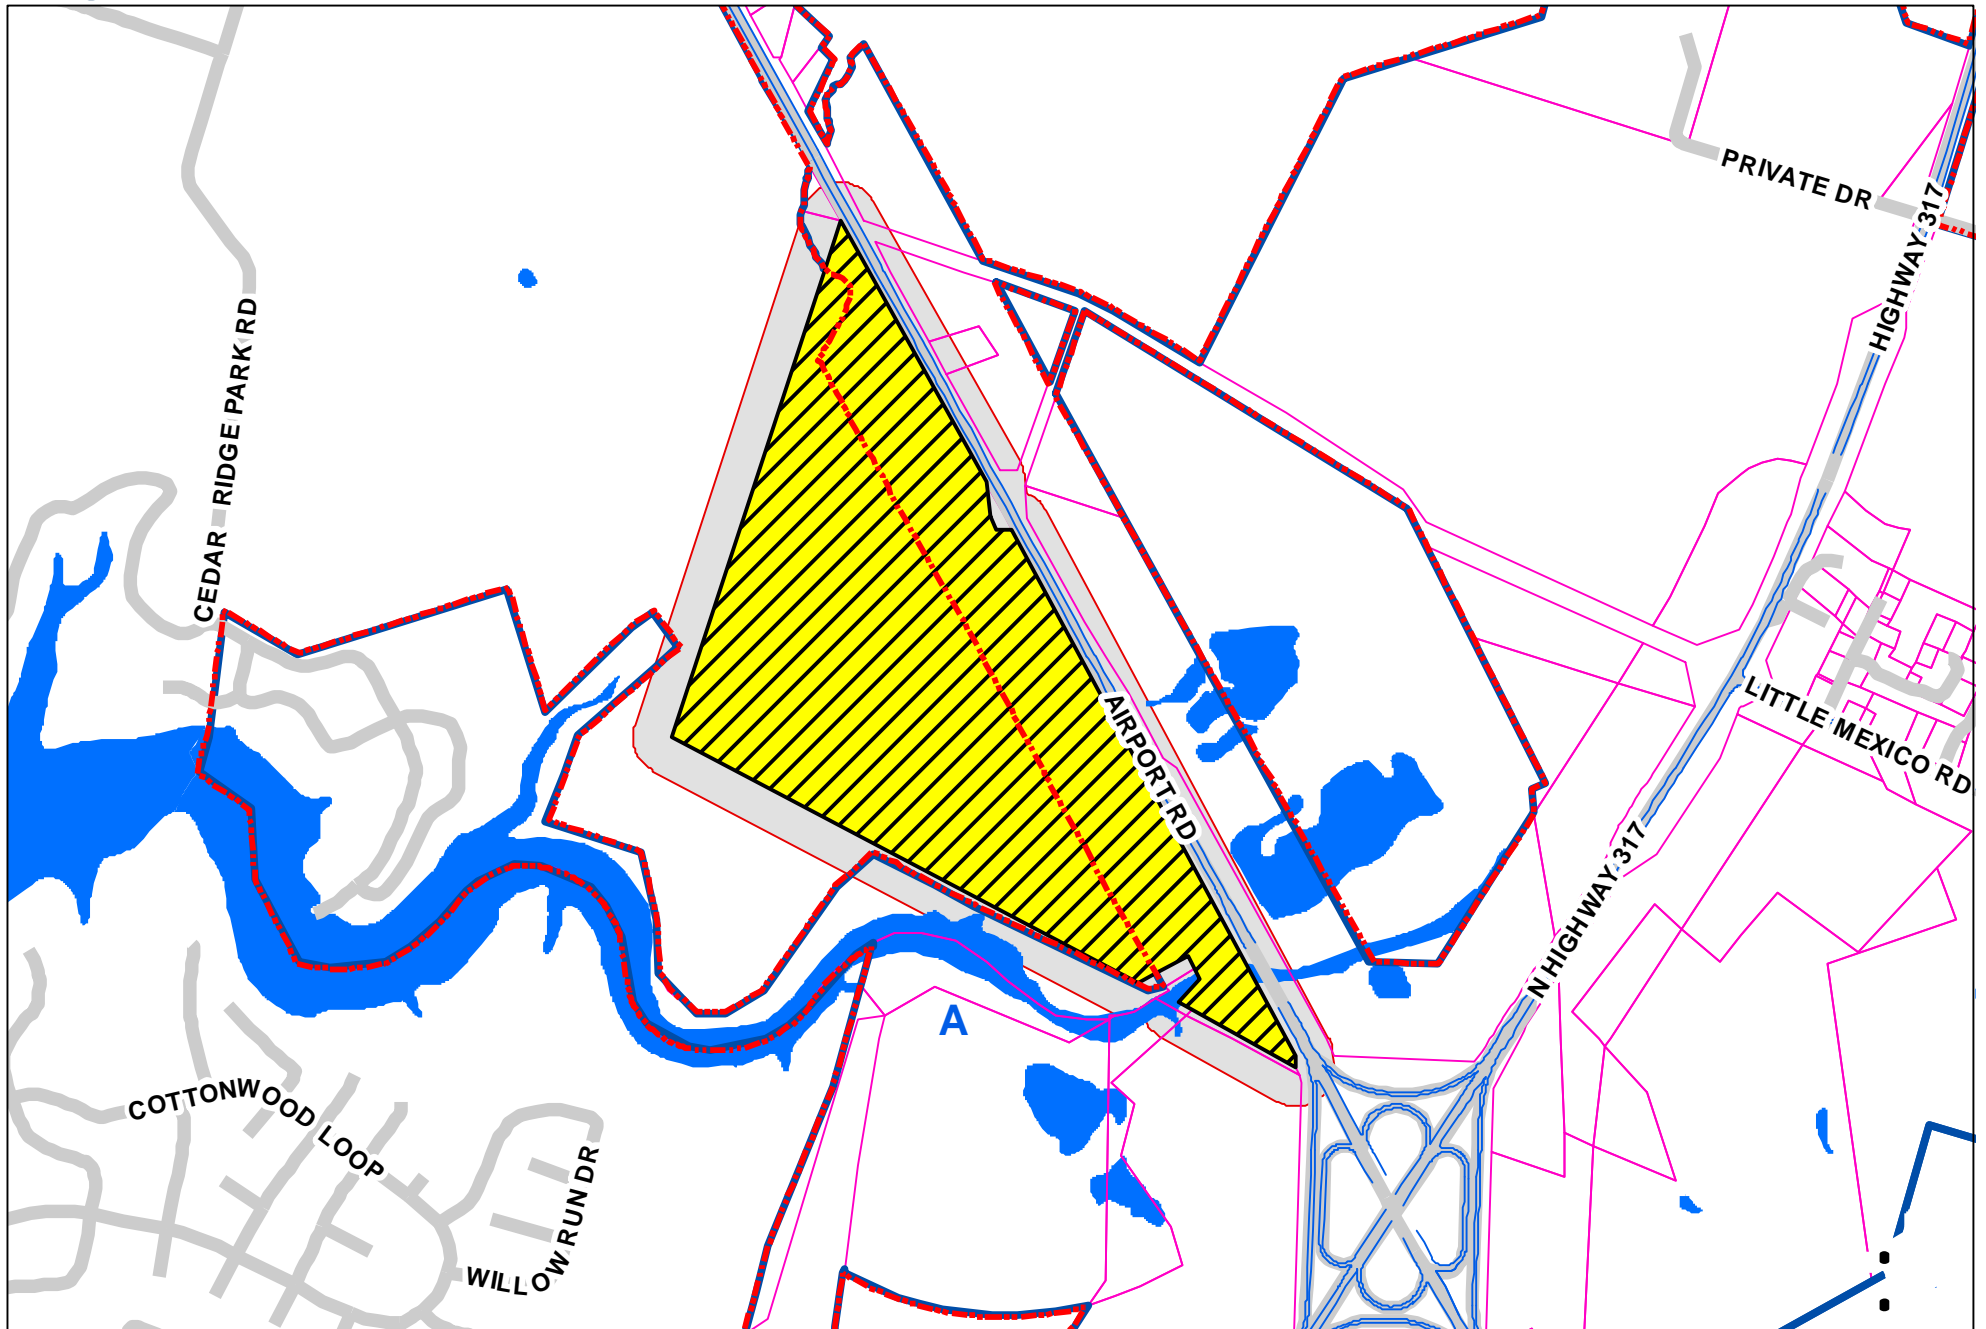 PRIVATE DR
HIGHWAY 317
CEDAR RIDGE PARK RD
AIRPORT RD
LITTLE MEXICO RD
N HIGHWAY 317
A
COTTONWOOD LOOP
WILLOW RUN DR